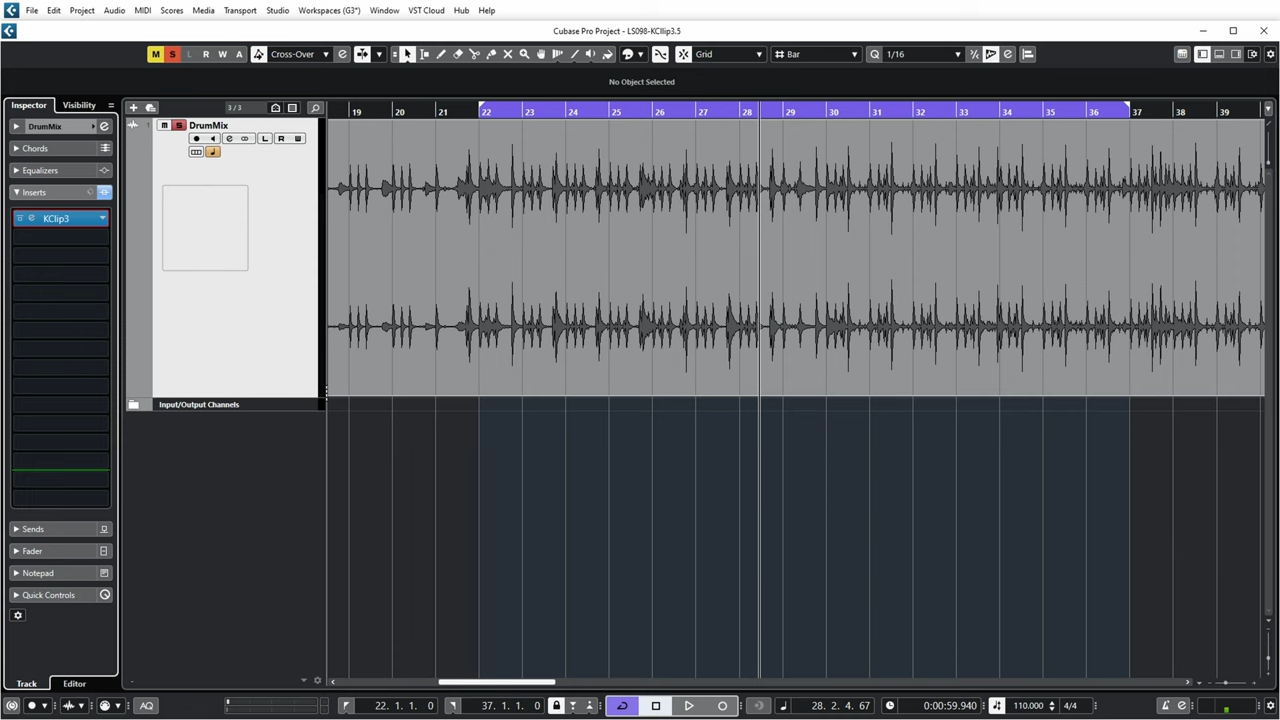 File Edit Project Audio MIDI Scores Media Transport Studio Workspaces (G3*) Window VST Cloud Hub Help
Cubase Pro Project - LS098-KCllip3.5
M S L R W A Cross-Over Grid Bar Q 1/16
No Object Selected
Inspector Visibility 3/3 19 20 21 22 23 24 25 26 27 28 29 30 31 32 33 34 35 36 37 38 39
DrumMix
m S DrumMix
L R
Chords
Equalizers
Inserts
KClip3
Input/Output Channels
Sends
Fader
Notepad
Quick Controls
Track Editor
AQ 22. 1. 1. 0 37. 1. 1. 0 28. 2. 4. 67 0:00:59.940 110.000 4/4